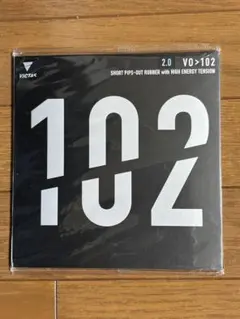 VICTAS
2.0 VO>102
SHORT PIPS-OUT RUBBER with HIGH ENERGY TENSION
102